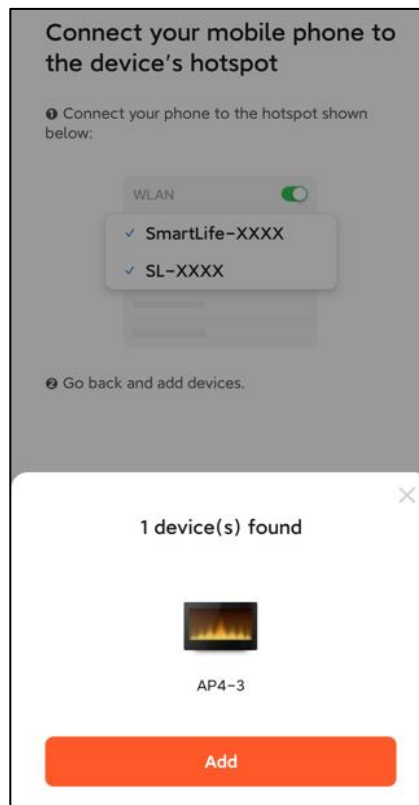 Connect your mobile phone to
the device's hotspot
❶ Connect your phone to the hotspot shown
below:
WLAN
✓ SmartLife-XXXX
✓ SL-XXXX
❷ Go back and add devices.
1 device(s) found
AP4-3
Add